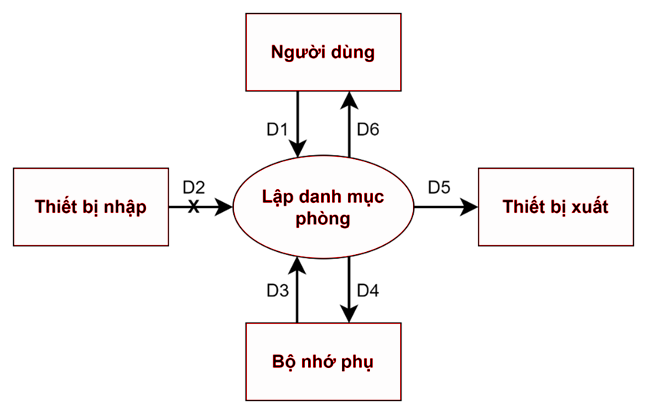 Người dùng
D1
D6
Thiết bị nhập
D2
X
Lập danh mục
phòng
D5
Thiết bị xuất
D3
D4
Bộ nhớ phụ